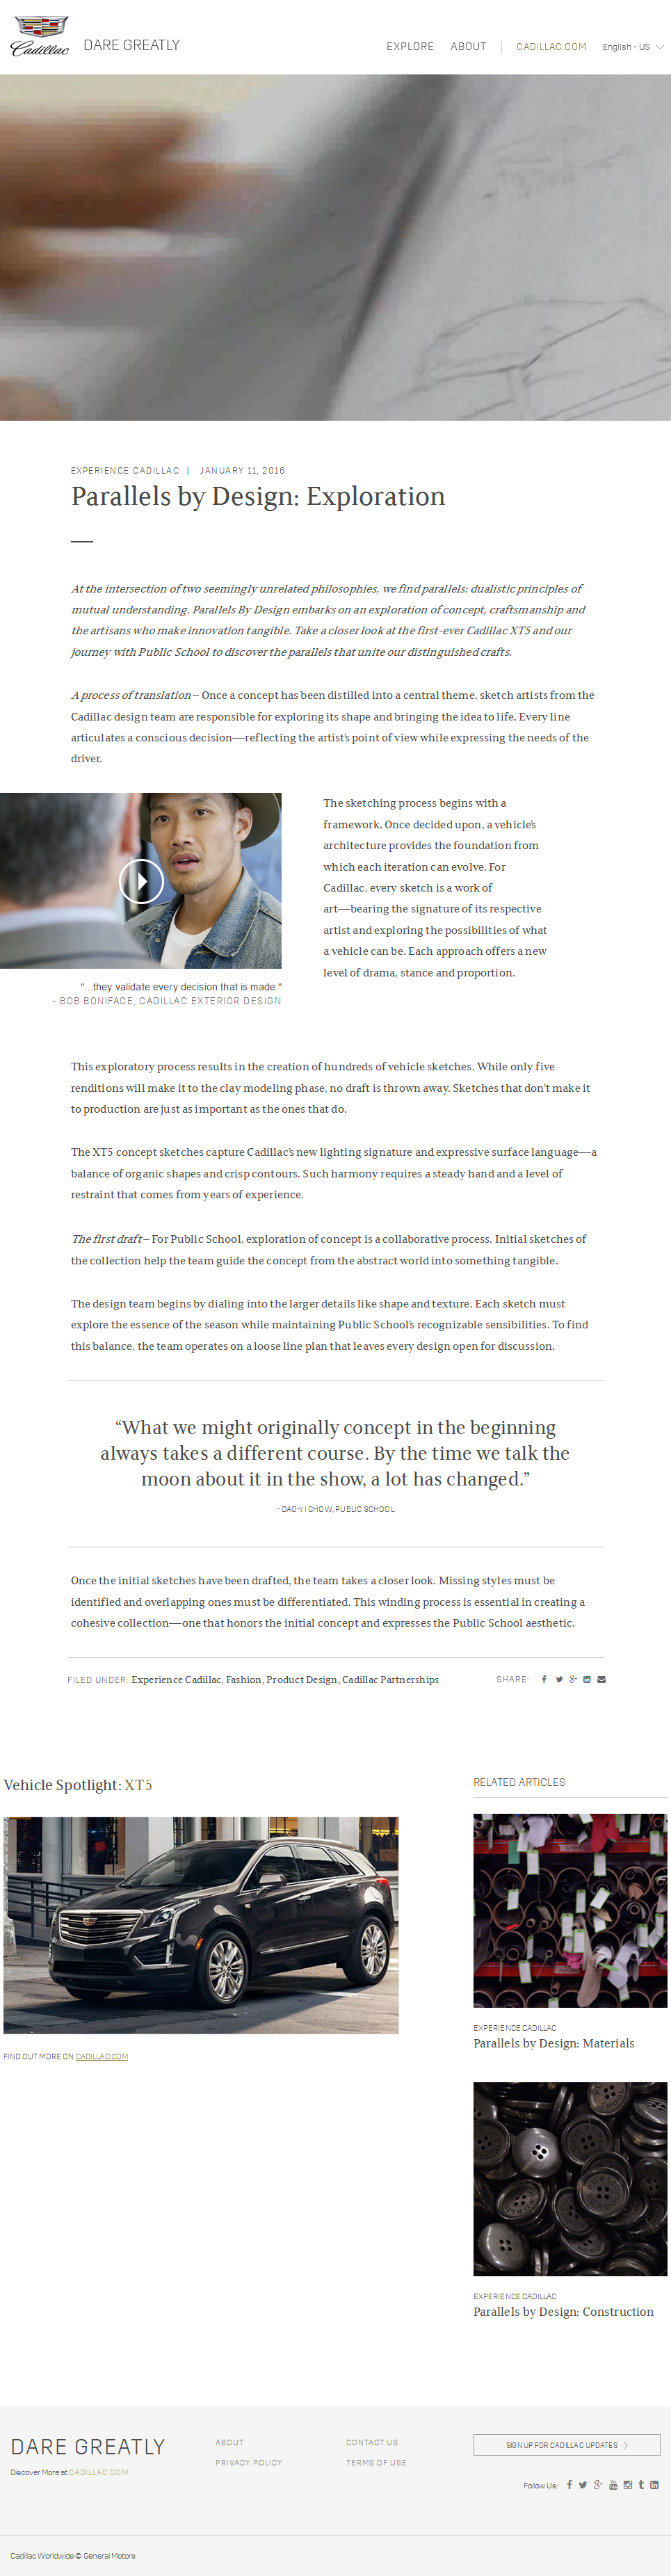 Cadillac
DARE GREATLY
EXPLORE ABOUT CADILLAC.COM English - US
EXPERIENCE CADILLAC | JANUARY 11, 2016
Parallels by Design: Exploration
At the intersection of two seemingly unrelated philosophies, we find parallels: dualistic principles of
mutual understanding. Parallels By Design embarks on an exploration of concept, craftsmanship and
the artisans who make innovation tangible. Take a closer look at the first-ever Cadillac XT5 and our
journey with Public School to discover the parallels that unite our distinguished crafts.
A process of translation – Once a concept has been distilled into a central theme, sketch artists from the
Cadillac design team are responsible for exploring its shape and bringing the idea to life. Every line
articulates a conscious decision—reflecting the artist's point of view while expressing the needs of the
driver.
The sketching process begins with a
framework. Once decided upon, a vehicle's
architecture provides the foundation from
which each iteration can evolve. For
Cadillac, every sketch is a work of
art—bearing the signature of its respective
artist and exploring the possibilities of what
a vehicle can be. Each approach offers a new
level of drama, stance and proportion.
"...they validate every decision that is made."
- BOB BONIFACE, CADILLAC EXTERIOR DESIGN
This exploratory process results in the creation of hundreds of vehicle sketches. While only five
renditions will make it to the clay modeling phase, no draft is thrown away. Sketches that don't make it
to production are just as important as the ones that do.
The XT5 concept sketches capture Cadillac's new lighting signature and expressive surface language—a
balance of organic shapes and crisp contours. Such harmony requires a steady hand and a level of
restraint that comes from years of experience.
The first draft – For Public School, exploration of concept is a collaborative process. Initial sketches of
the collection help the team guide the concept from the abstract world into something tangible.
The design team begins by dialing into the larger details like shape and texture. Each sketch must
explore the essence of the season while maintaining Public School's recognizable sensibilities. To find
this balance, the team operates on a loose line plan that leaves every design open for discussion.
“What we might originally concept in the beginning
always takes a different course. By the time we talk the
moon about it in the show, a lot has changed.”
- DAO-YI CHOW, PUBLIC SCHOOL
Once the initial sketches have been drafted, the team takes a closer look. Missing styles must be
identified and overlapping ones must be differentiated. This winding process is essential in creating a
cohesive collection—one that honors the initial concept and expresses the Public School aesthetic.
FILED UNDER: Experience Cadillac, Fashion, Product Design, Cadillac Partnerships
SHARE:
Vehicle Spotlight: XT5
FIND OUT MORE ON CADILLAC.COM
RELATED ARTICLES
EXPERIENCE CADILLAC
Parallels by Design: Materials
EXPERIENCE CADILLAC
Parallels by Design: Construction
DARE GREATLY
Discover More at CADILLAC.COM
ABOUT
PRIVACY POLICY
CONTACT US
TERMS OF USE
SIGN UP FOR CADILLAC UPDATES
Follow Us:
Cadillac Worldwide © General Motors